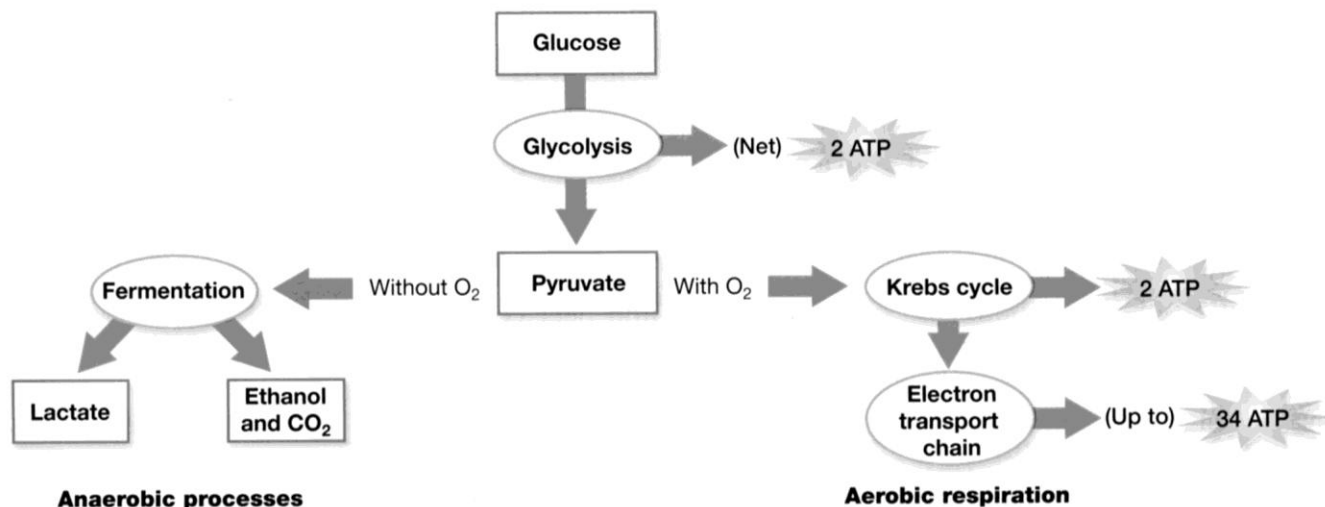 Glucose
Glycolysis
(Net)
2 ATP
Fermentation
Without O₂
Pyruvate
With O₂
Krebs cycle
2 ATP
Lactate
Ethanol
and CO₂
Electron
transport
chain
(Up to)
34 ATP
Anaerobic processes
Aerobic respiration